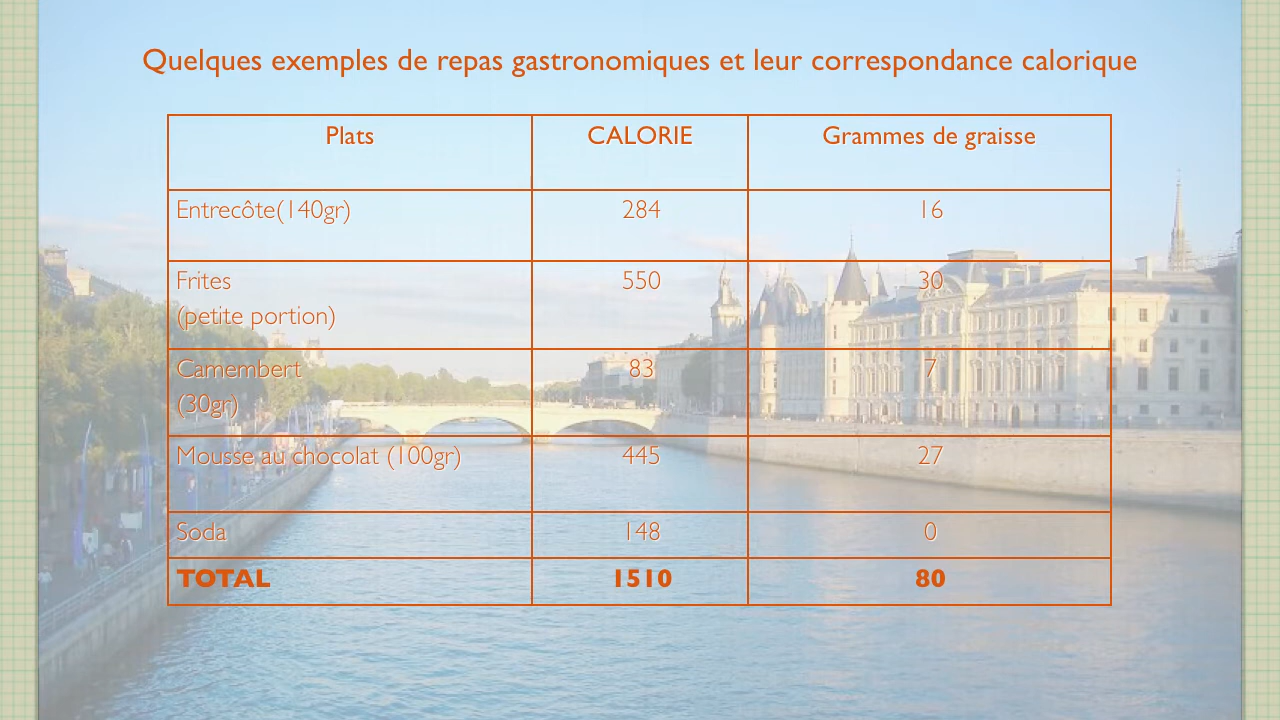 Quelques exemples de repas gastronomiques et leur correspondance calorique
Plats CALORIE Grammes de graisse
Entrecôte(140gr) 284 16
Frites 550 30
(petite portion)
Camembert 83 7
(30gr)
Mousse au chocolat (100gr) 445 27
Soda 148 0
TOTAL 1510 80